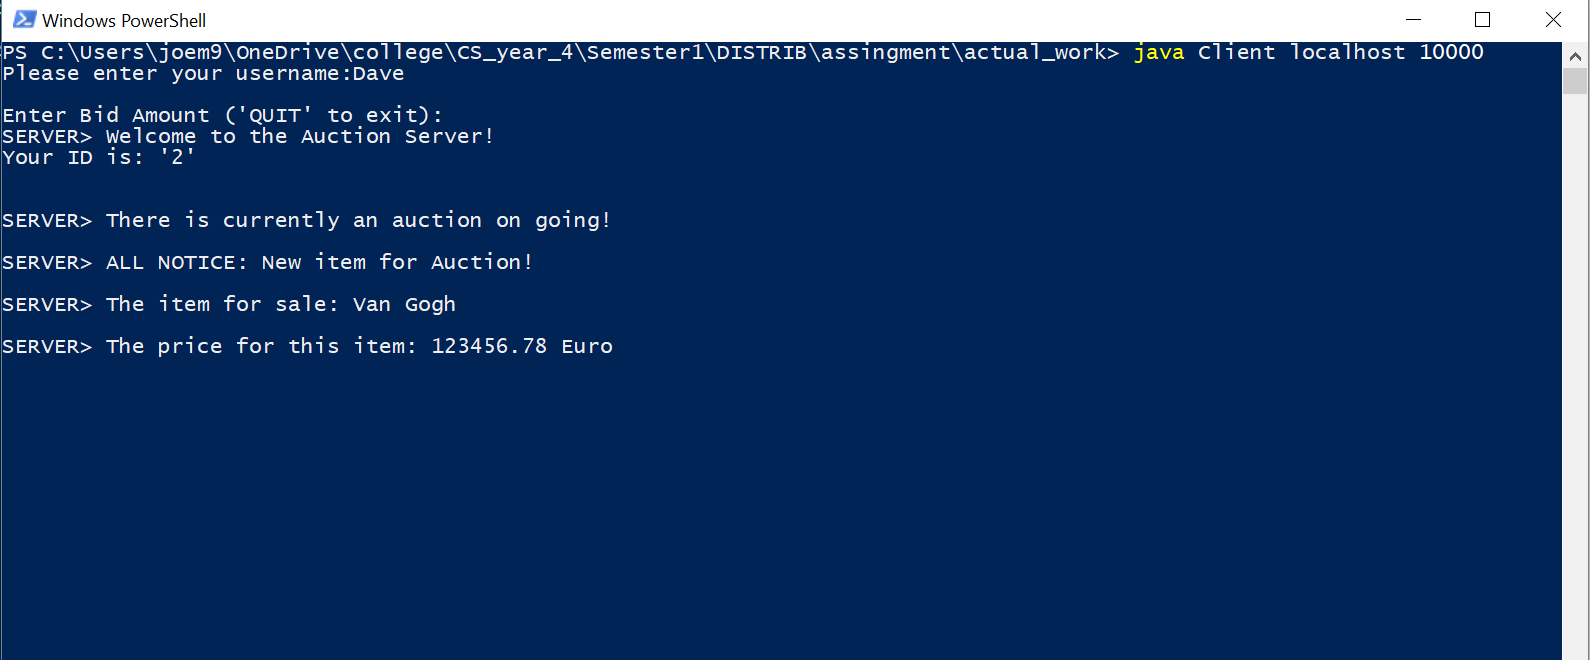 Windows PowerShell
PS C:\Users\joem9\OneDrive\college\CS_year_4\Semester1\DISTRIB\assingment\actual_work> java Client localhost 10000
Please enter your username:Dave
Enter Bid Amount ('QUIT' to exit):
SERVER> Welcome to the Auction Server!
Your ID is: '2'
SERVER> There is currently an auction on going!
SERVER> ALL NOTICE: New item for Auction!
SERVER> The item for sale: Van Gogh
SERVER> The price for this item: 123456.78 Euro